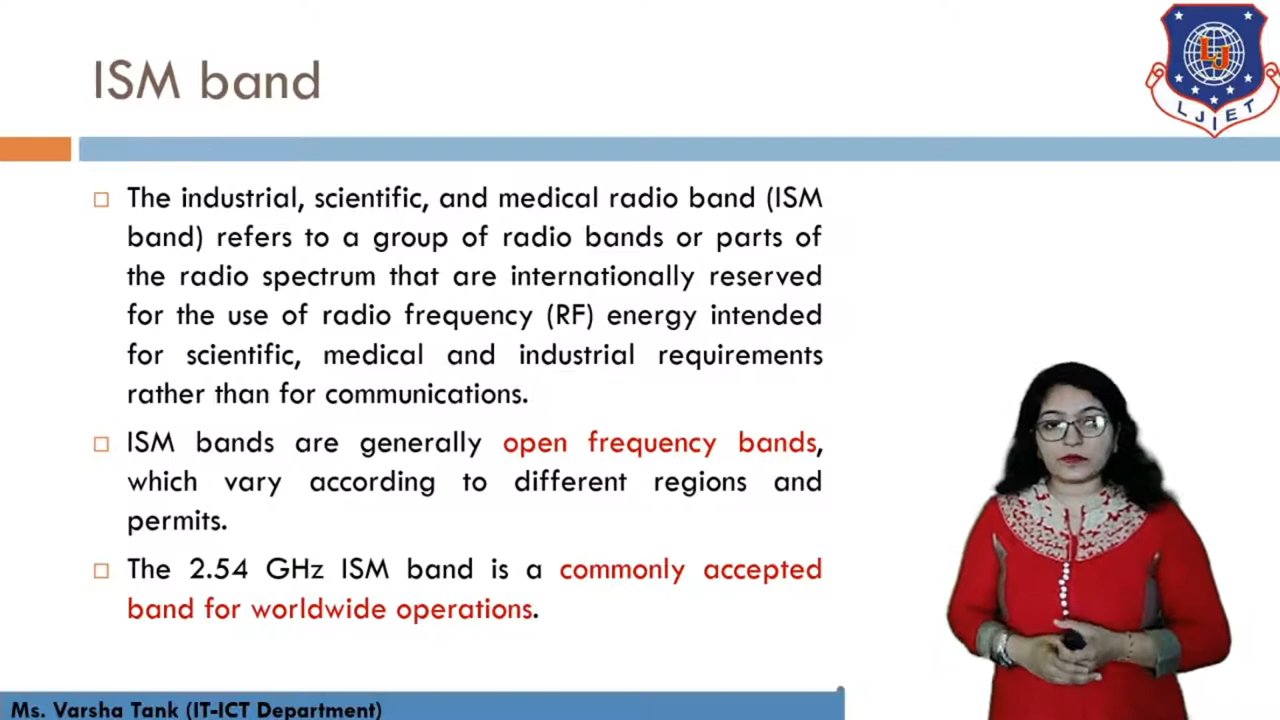 ISM band
LJ
LJIET
The industrial, scientific, and medical radio band (ISM
band) refers to a group of radio bands or parts of
the radio spectrum that are internationally reserved
for the use of radio frequency (RF) energy intended
for scientific, medical and industrial requirements
rather than for communications.
ISM bands are generally open frequency bands,
which vary according to different regions and
permits.
The 2.54 GHz ISM band is a commonly accepted
band for worldwide operations.
Ms. Varsha Tank (IT-ICT Department)